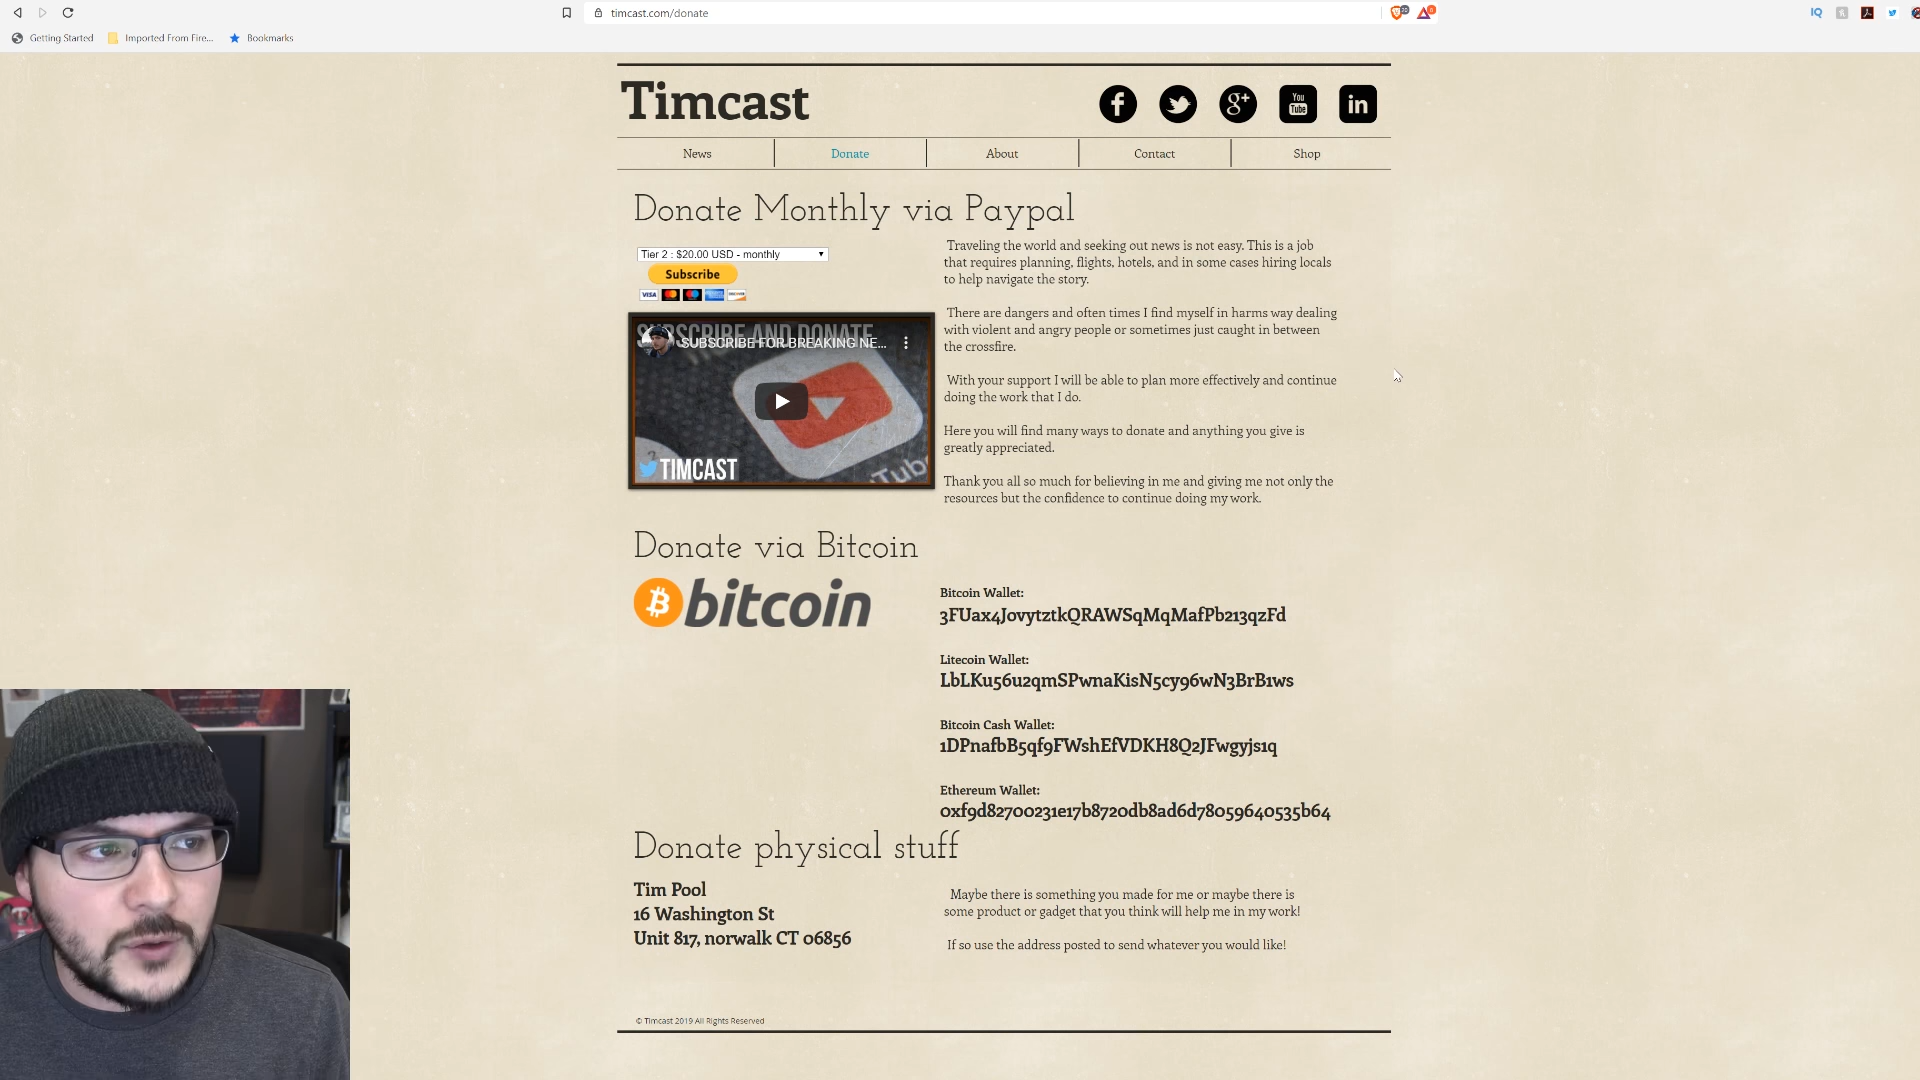 timcast.com/donate
Getting Started
Imported From Fire...
Bookmarks
Timcast
You
Tube
in
News
Donate
About
Contact
Shop
Donate Monthly via Paypal
Tier 2 : $20.00 USD - monthly
Subscribe
VISA
Traveling the world and seeking out news is not easy. This is a job
that requires planning, flights, hotels, and in some cases hiring locals
to help navigate the story.
There are dangers and often times I find myself in harms way dealing
with violent and angry people or sometimes just caught in between
the crossfire.
With your support I will be able to plan more effectively and continue
doing the work that I do.
Here you will find many ways to donate and anything you give is
greatly appreciated.
Thank you all so much for believing in me and giving me not only the
resources but the confidence to continue doing my work.
SUBSCRIBE AND DONATE
SUBSCRIBE FOR BREAKING NE...
TIMCAST
Donate via Bitcoin
bitcoin
Bitcoin Wallet:
3FUax4JovytztkQRAWSqMqMafPb213qzFd
Litecoin Wallet:
LbLKu56u2qmSPwnaKisN5cy96wN3BrB1ws
Bitcoin Cash Wallet:
1DPnafbB5qf9FWshEfVDKH8Q2JFwgyjs1q
Ethereum Wallet:
0xf9d82700231e17b8720db8ad6d78059640535b64
Donate physical stuff
Tim Pool
16 Washington St
Unit 817, norwalk CT 06856
Maybe there is something you made for me or maybe there is
some product or gadget that you think will help me in my work!
If so use the address posted to send whatever you would like!
© Timcast 2019 All Rights Reserved